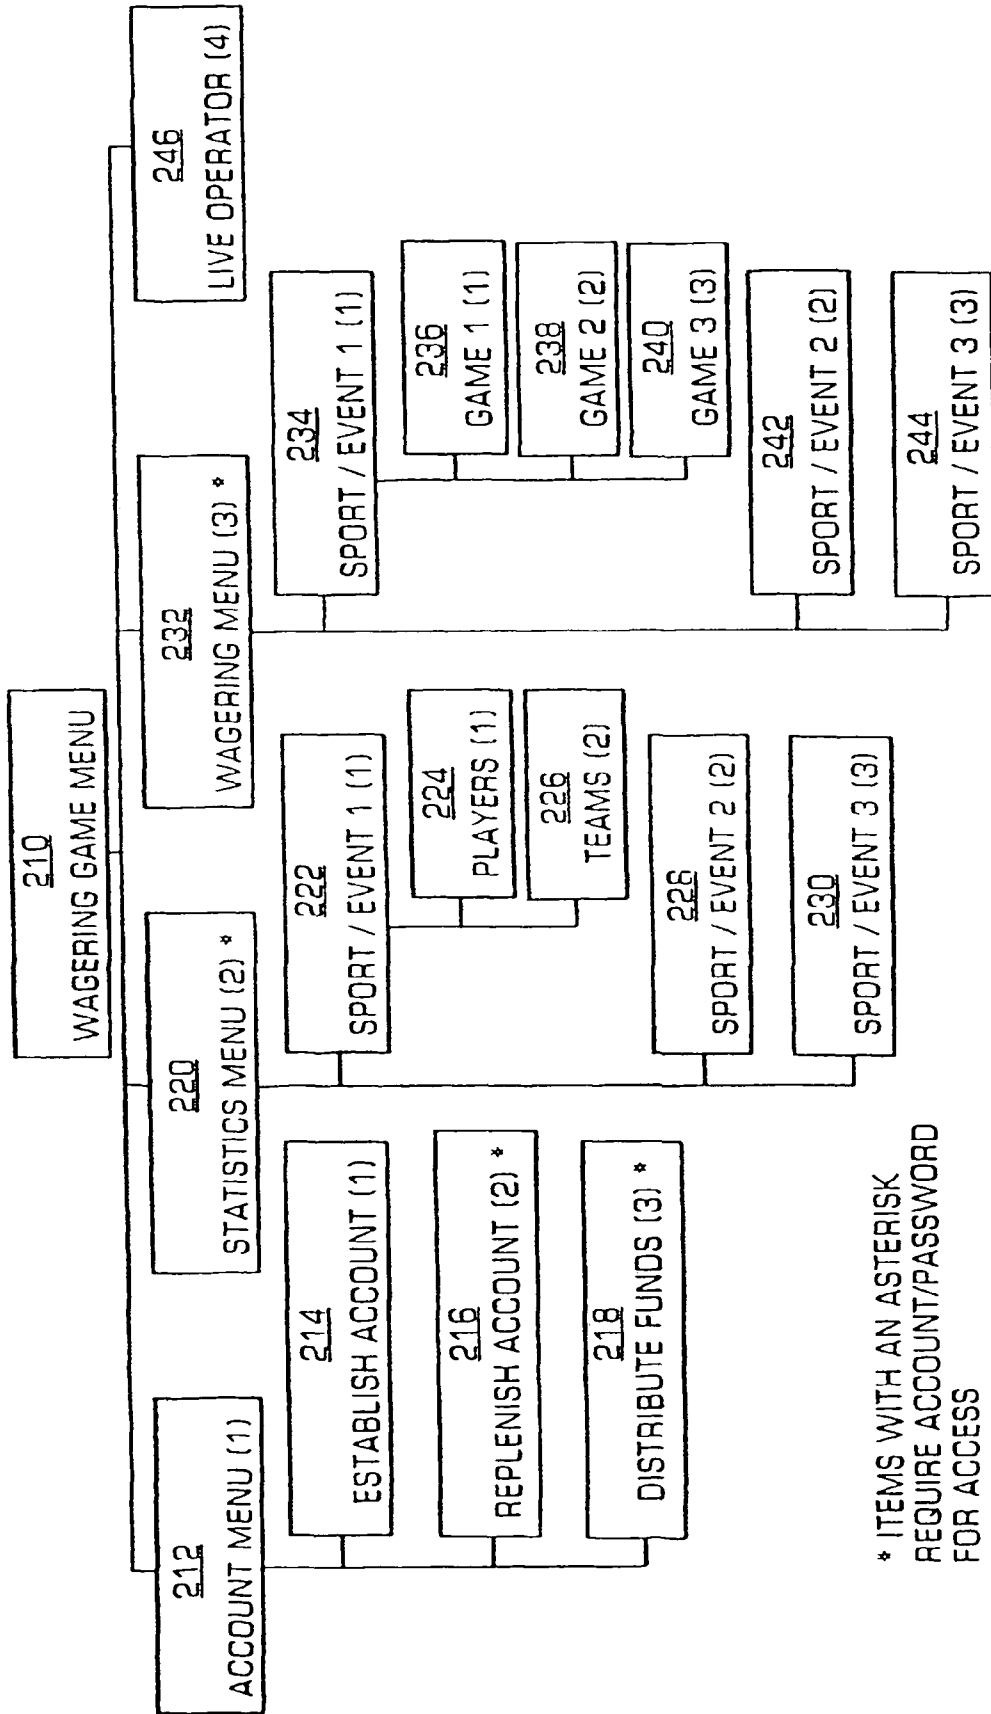 210
WAGERING GAME MENU
212
ACCOUNT MENU (1)
214
ESTABLISH ACCOUNT (1)
216
REPLENISH ACCOUNT (2) *
218
DISTRIBUTE FUNDS (3) *
220
STATISTICS MENU (2) *
222
SPORT / EVENT 1 (1)
224
PLAYERS (1)
226
TEAMS (2)
226
SPORT / EVENT 2 (2)
230
SPORT / EVENT 3 (3)
232
WAGERING MENU (3) *
234
SPORT / EVENT 1 (1)
236
GAME 1 (1)
238
GAME 2 (2)
240
GAME 3 (3)
242
SPORT / EVENT 2 (2)
244
SPORT / EVENT 3 (3)
246
LIVE OPERATOR (4)
* ITEMS WITH AN ASTERISK
REQUIRE ACCOUNT/PASSWORD
FOR ACCESS